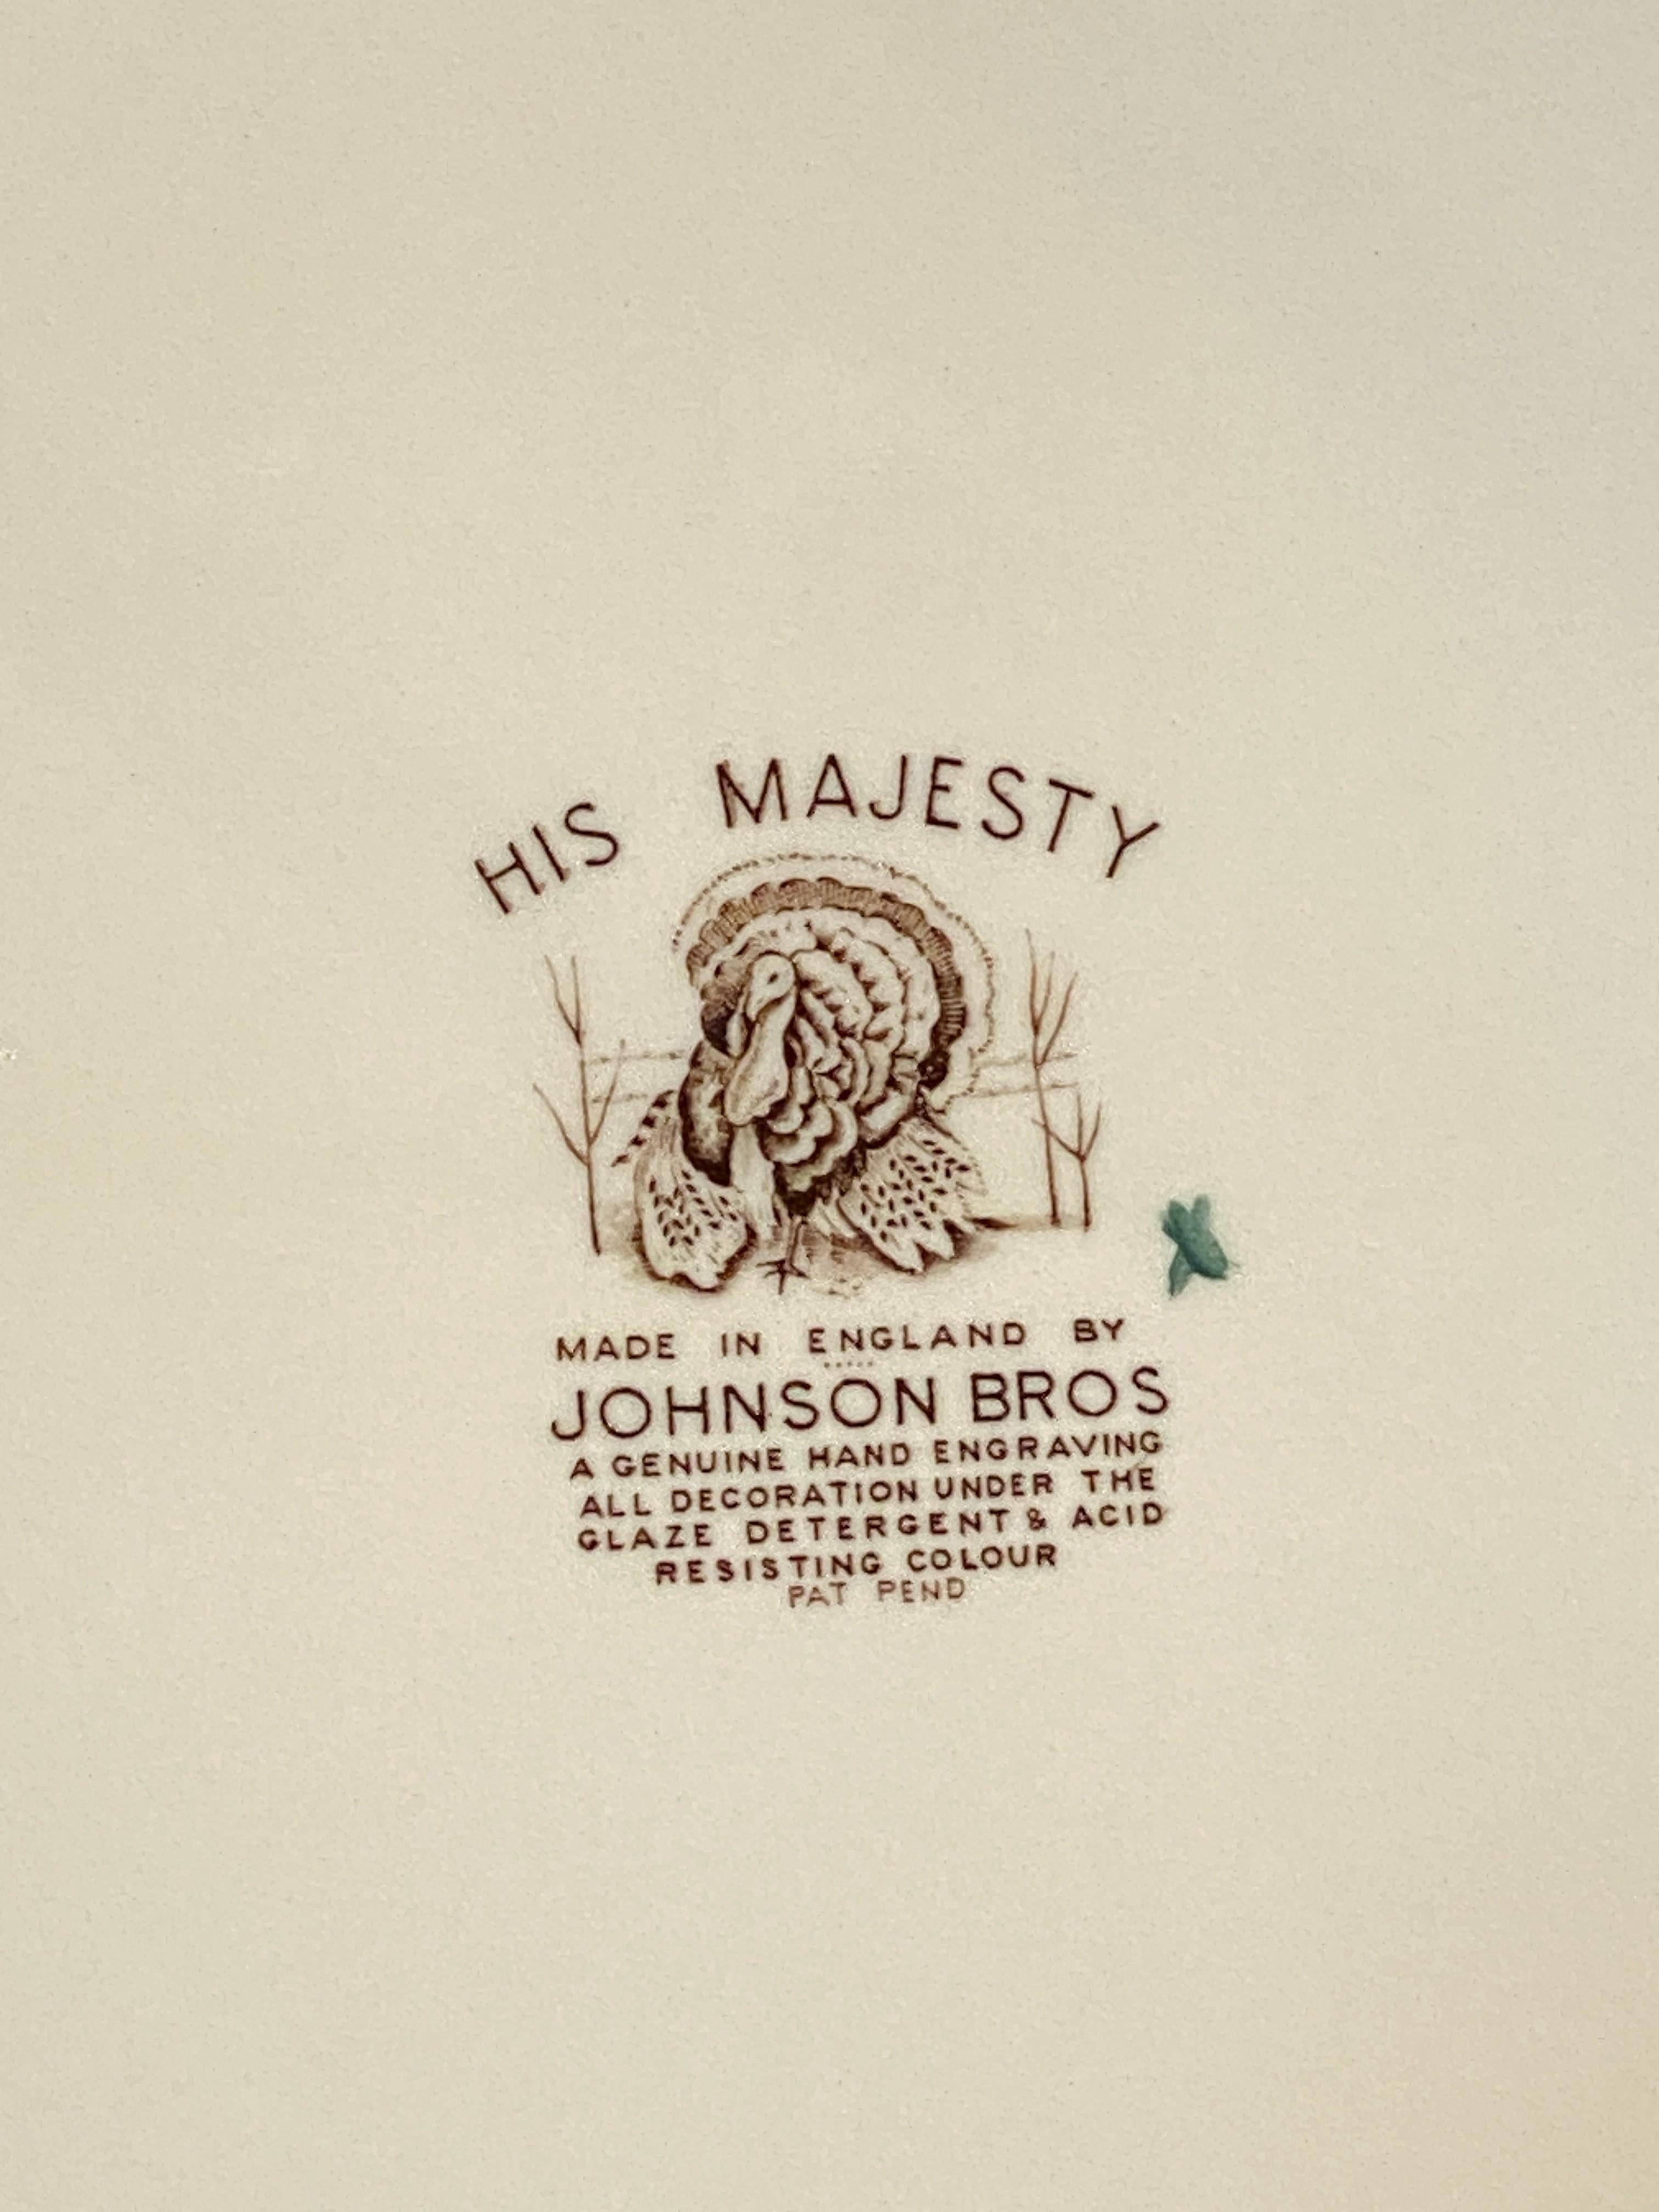 HIS MAJESTY
MADE IN ENGLAND BY
JOHNSON BROS
A GENUINE HAND ENGRAVING
ALL DECORATION UNDER THE
GLAZE DETERGENT & ACID
RESISTING COLOUR
PAT PEND